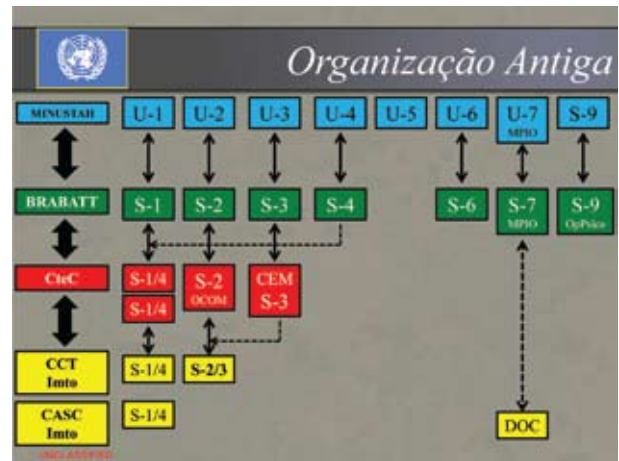 Organização Antiga
MINUSTAH U-1 U-2 U-3 U-4 U-5 U-6 U-7 S-9
MPIO
BRABATT S-1 S-2 S-3 S-4 S-6 S-7 S-9
MPIO OpPsico
CteC S-1/4 S-2 CEM
OCOM S-3
S-1/4
CCT S-1/4 S-2/3
Imto
CASC S-1/4 DOC
Imto
UNCLASSIFIED